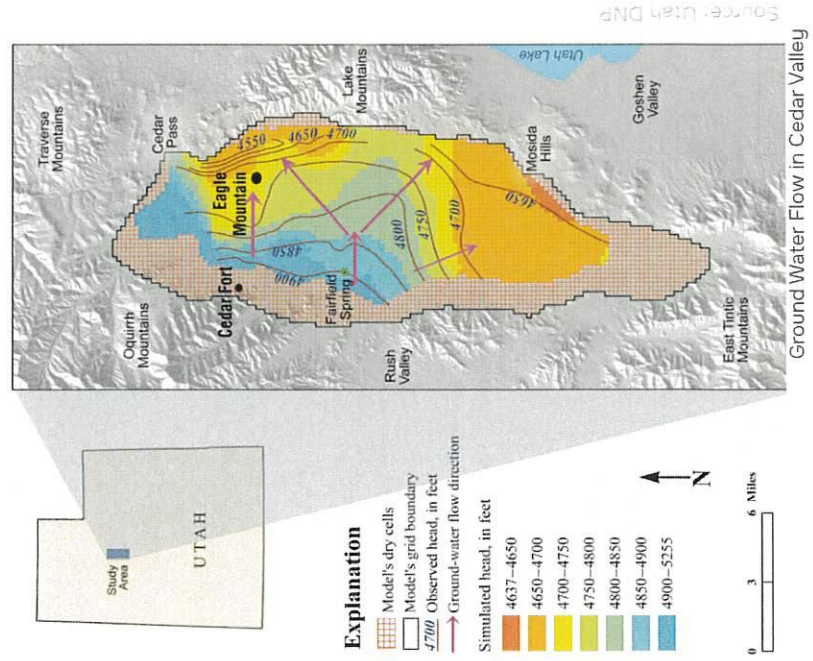 Source: Utah DNR
Traverse
Mountains
Cedar
Pass
Oquirrh
Mountains
4550
4650
4700
Lake
Mountains
Eagle
Mountain
Cedar Fort
4850
4900
Fairfield
Spring
Utah Lake
4800
4750
4700
Rush
Valley
Mosida
Hills
4650
Goshen
Valley
East Tintic
Mountains
Ground Water Flow in Cedar Valley
Study
Area
UTAH
Explanation
Model's dry cells
Model's grid boundary
4700 Observed head, in feet
Ground-water flow direction
Simulated head, in feet
4637–4650
4650–4700
4700–4750
4750–4800
4800–4850
4850–4900
4900–5255
N
0 3 6 Miles